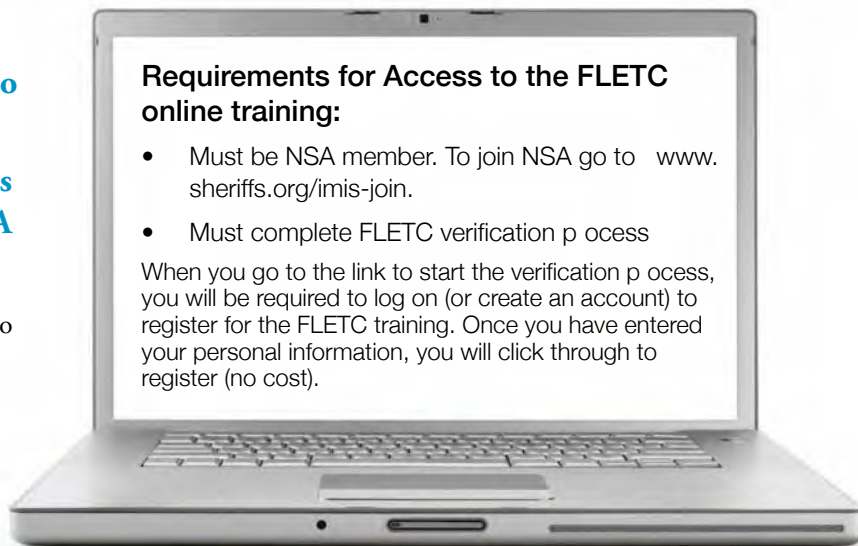 o
s
A
o
Requirements for Access to the FLETC
online training:
• Must be NSA member. To join NSA go to www.
sheriffs.org/imis-join.
• Must complete FLETC verification p ocess
When you go to the link to start the verification p ocess,
you will be required to log on (or create an account) to
register for the FLETC training. Once you have entered
your personal information, you will click through to
register (no cost).